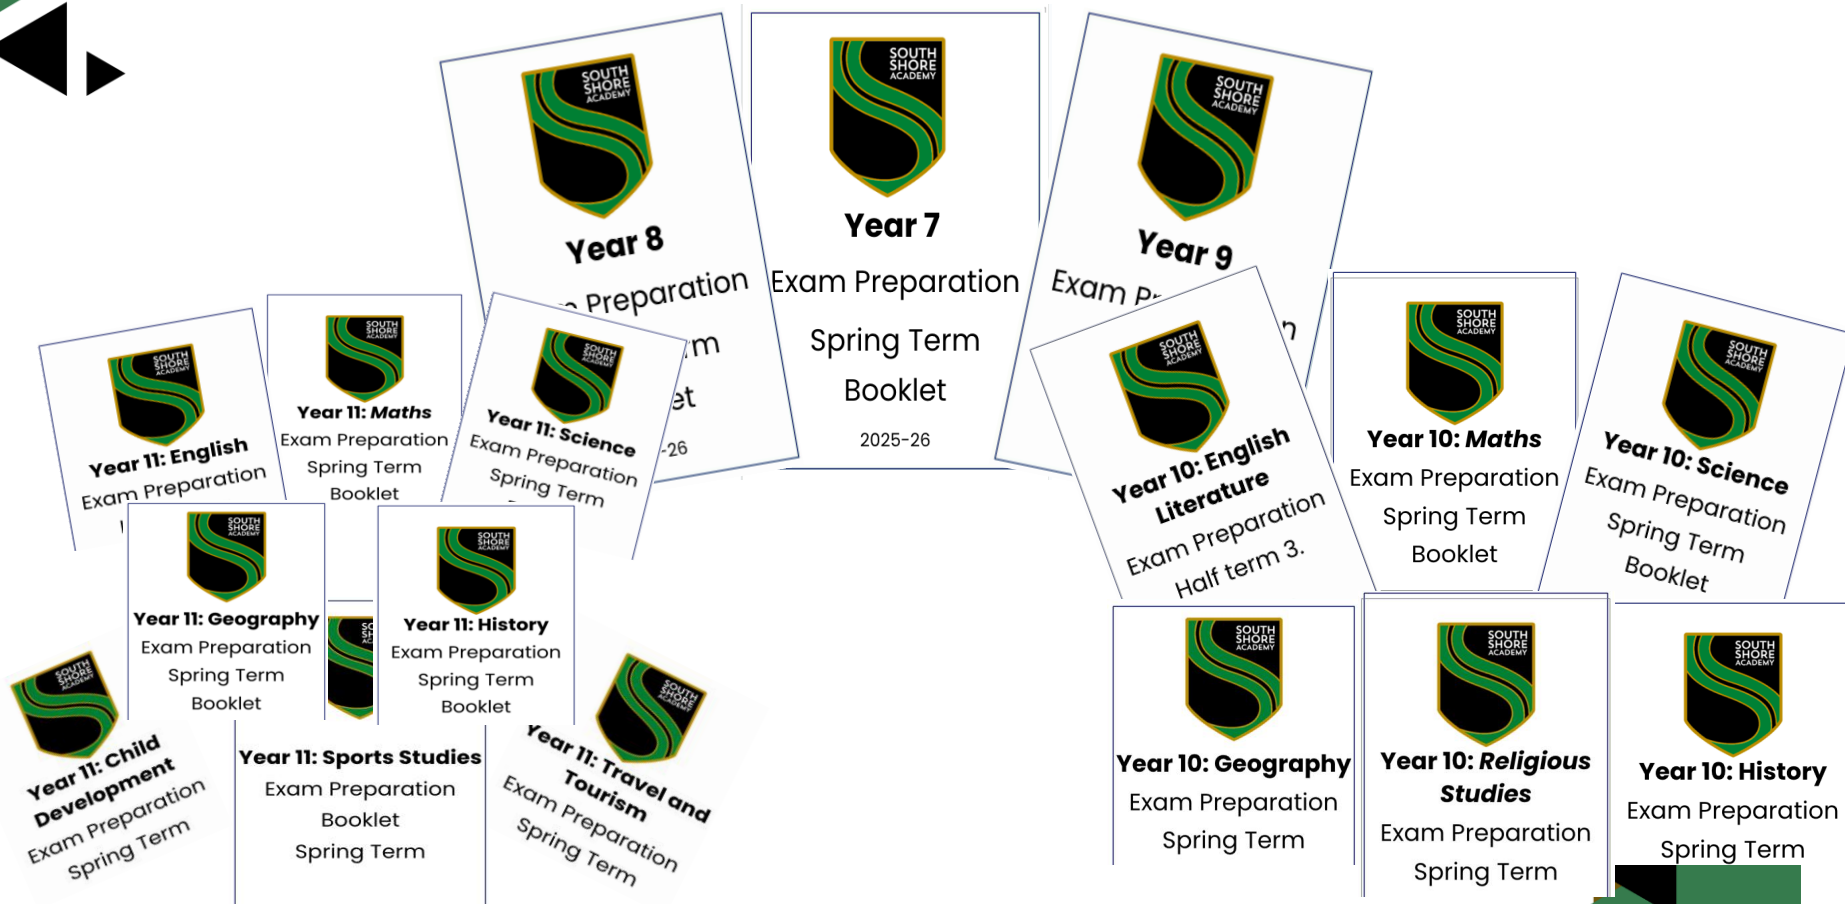 SOUTH
SHORE
ACADEMY
Year 8
Preparation
-26
SOUTH
SHORE
ACADEMY
Year 7
Exam Preparation
Spring Term
Booklet
2025-26
SOUTH
SHORE
ACADEMY
Year 9
Exam
SOUTH
SHORE
ACADEMY
Year 11: English
Exam Preparation
SOUTH
SHORE
ACADEMY
Year 11: Maths
Exam Preparation
Spring Term
Booklet
SOUTH
SHORE
ACADEMY
Year 11: Science
Exam Preparation
Spring Term
SOUTH
SHORE
ACADEMY
Year 10: English
Literature
Exam Preparation
Half term 3.
SOUTH
SHORE
ACADEMY
Year 10: Maths
Exam Preparation
Spring Term
Booklet
SOUTH
SHORE
ACADEMY
Year 10: Science
Exam Preparation
Spring Term
Booklet
SOUTH
SHORE
ACADEMY
Year 11: Geography
Exam Preparation
Spring Term
Booklet
SOUTH
SHORE
ACADEMY
Year 11: History
Exam Preparation
Spring Term
Booklet
SOUTH
SHORE
ACADEMY
Year 11: Child
Development
Exam Preparation
Spring Term
Year 11: Sports Studies
Exam Preparation
Booklet
Spring Term
SOUTH
SHORE
ACADEMY
Year 11: Travel and
Tourism
Exam Preparation
Spring Term
SOUTH
SHORE
ACADEMY
Year 10: Geography
Exam Preparation
Spring Term
SOUTH
SHORE
ACADEMY
Year 10: Religious
Studies
Exam Preparation
Spring Term
SOUTH
SHORE
ACADEMY
Year 10: History
Exam Preparation
Spring Term